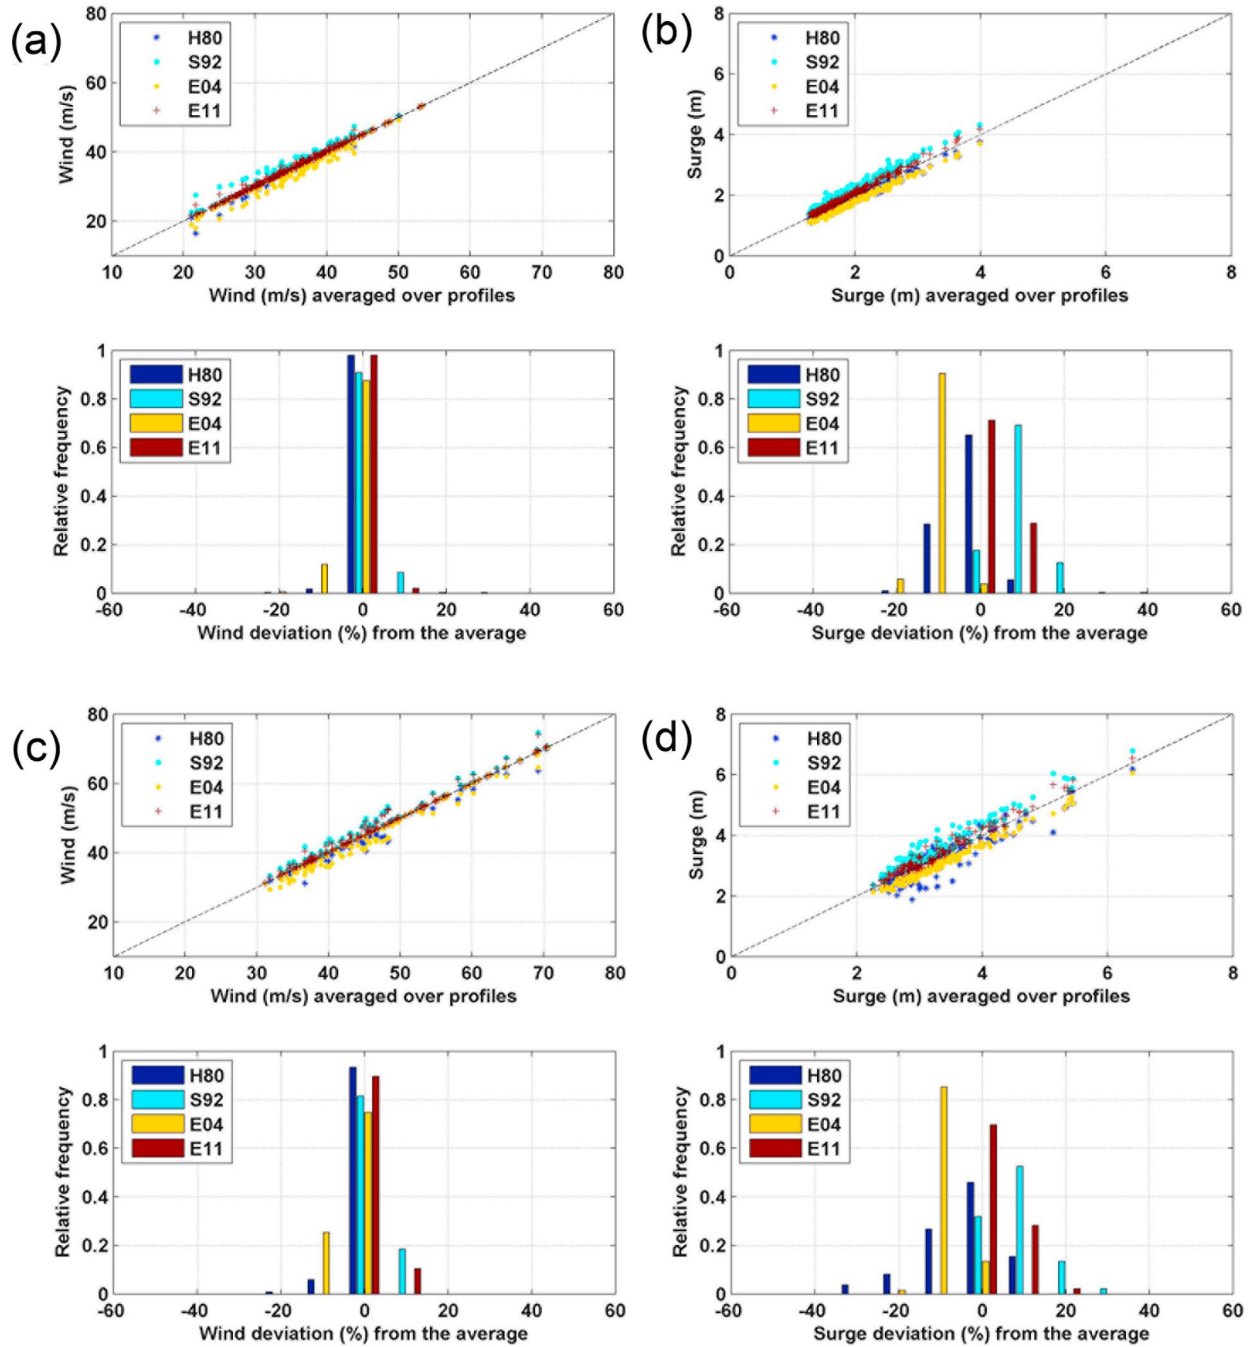 (a)
80
60
40
20
Wind (m/s)
H80
S92
E04
E11
10 20 30 40 50 60 70 80
Wind (m/s) averaged over profiles
(b)
8
6
4
2
0
Surge (m)
H80
S92
E04
E11
0 2 4 6 8
Surge (m) averaged over profiles
1
0.8
0.6
0.4
0.2
0
Relative frequency
H80
S92
E04
E11
-60 -40 -20 0 20 40 60
Wind deviation (%) from the average
1
0.8
0.6
0.4
0.2
0
Relative frequency
H80
S92
E04
E11
-60 -40 -20 0 20 40 60
Surge deviation (%) from the average
(c)
80
60
40
20
Wind (m/s)
H80
S92
E04
E11
10 20 30 40 50 60 70 80
Wind (m/s) averaged over profiles
(d)
8
6
4
2
0
Surge (m)
H80
S92
E04
E11
0 2 4 6 8
Surge (m) averaged over profiles
1
0.8
0.6
0.4
0.2
0
Relative frequency
H80
S92
E04
E11
-60 -40 -20 0 20 40 60
Wind deviation (%) from the average
1
0.8
0.6
0.4
0.2
0
Relative frequency
H80
S92
E04
E11
-60 -40 -20 0 20 40 60
Surge deviation (%) from the average